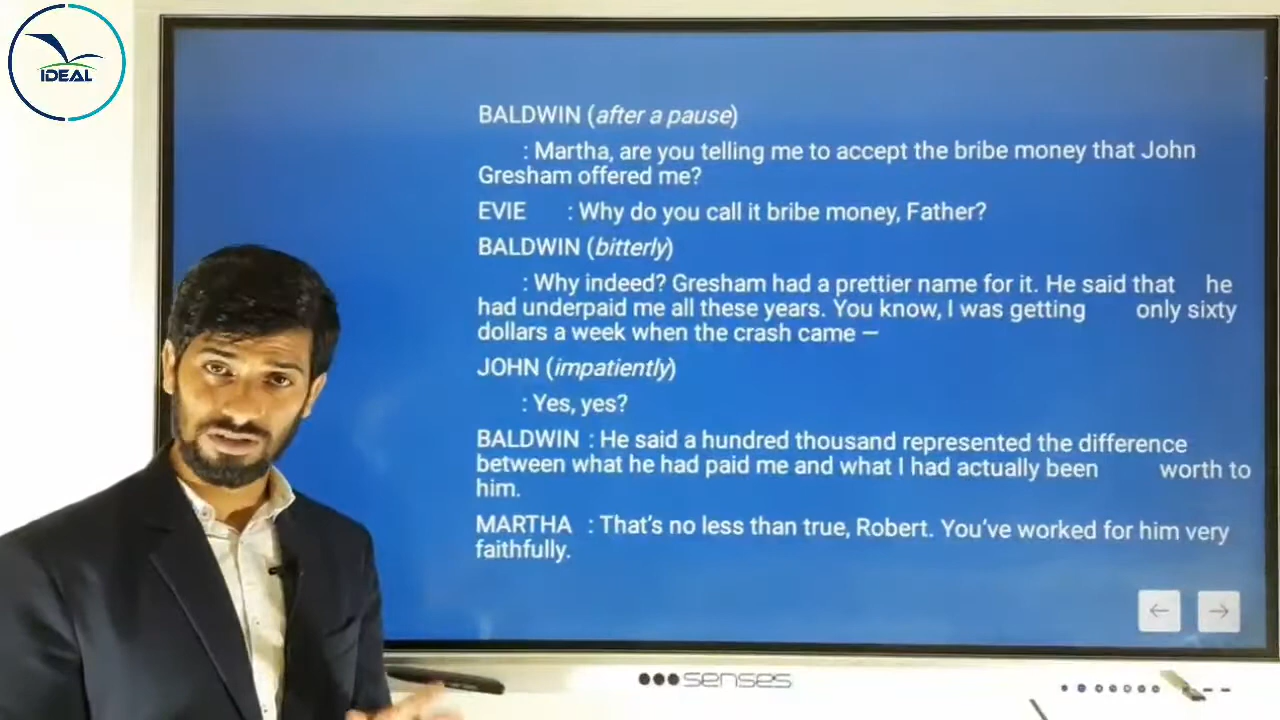 IDEAL
BALDWIN (after a pause)
: Martha, are you telling me to accept the bribe money that John
Gresham offered me?
EVIE : Why do you call it bribe money, Father?
BALDWIN (bitterly)
: Why indeed? Gresham had a prettier name for it. He said that he
had underpaid me all these years. You know, I was getting only sixty
dollars a week when the crash came —
JOHN (impatiently)
: Yes, yes?
BALDWIN : He said a hundred thousand represented the difference
between what he had paid me and what I had actually been worth to
him.
MARTHA : That's no less than true, Robert. You've worked for him very
faithfully.
senses